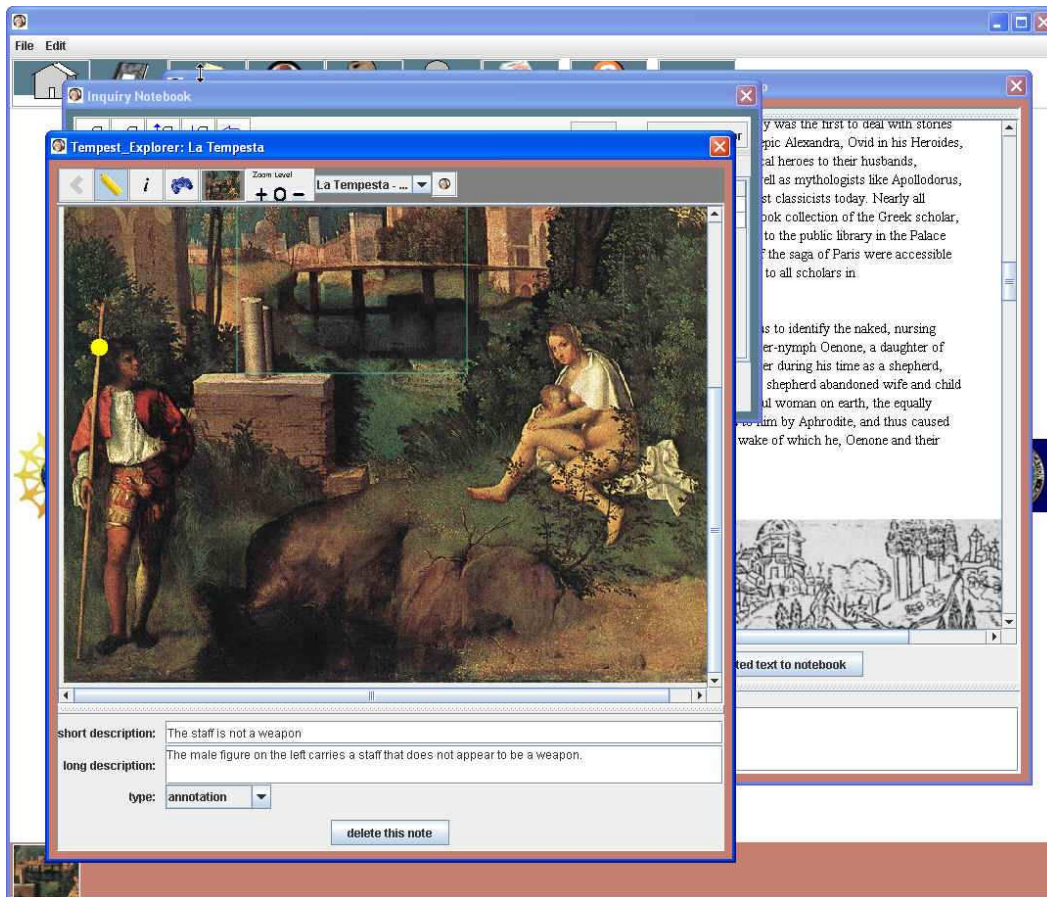 File Edit
Inquiry Notebook
Tempest_Explorer: La Tempesta
i
Zoom Level
+ O -
La Tempesta - ...
y was the first to deal with stories
epic Alexandra, Ovid in his Heroides,
al heroes to their husbands,
ell as mythologists like Apollodorus,
st classicists today. Nearly all
ook collection of the Greek scholar,
to the public library in the Palace
f the saga of Paris were accessible
to all scholars in
us to identify the naked, nursing
er-nymph Oenone, a daughter of
er during his time as a shepherd,
shepherd abandoned wife and child
ful woman on earth, the equally
to him by Aphrodite, and thus caused
wake of which he, Oenone and their
ted text to notebook
short description: The staff is not a weapon
long description: The male figure on the left carries a staff that does not appear to be a weapon.
type: annotation
delete this note